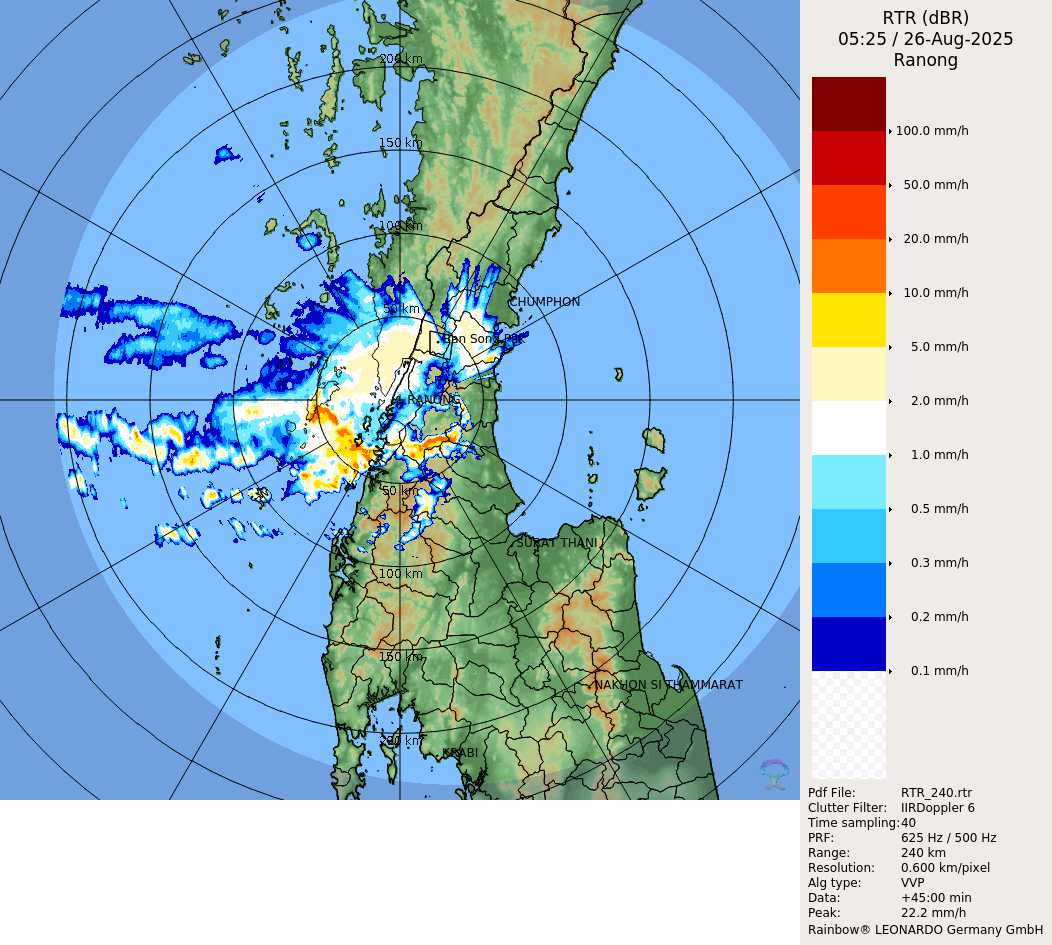 RTR (dBR)
05:25 / 26-Aug-2025
Ranong
100.0 mm/h
50.0 mm/h
20.0 mm/h
10.0 mm/h
5.0 mm/h
2.0 mm/h
1.0 mm/h
0.5 mm/h
0.3 mm/h
0.2 mm/h
0.1 mm/h
200 km
150 km
100 km
50 km
CHUMPHON
RANONG
50 km
SURAT THANI
100 km
150 km
NAKHON SI THAMMARAT
200 km
KRABI
Pdf File: RTR_240.rtr
Clutter Filter: IIRDoppler 6
Time sampling: 40
PRF: 625 Hz / 500 Hz
Range: 240 km
Resolution: 0.600 km/pixel
Alg type: VVP
Data: +45:00 min
Peak: 22.2 mm/h
Rainbow® LEONARDO Germany GmbH